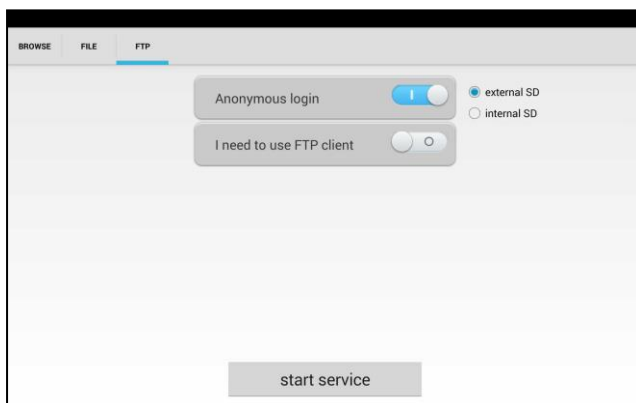 BROWSE FILE FTP
Anonymous login
external SD
internal SD
I need to use FTP client
start service